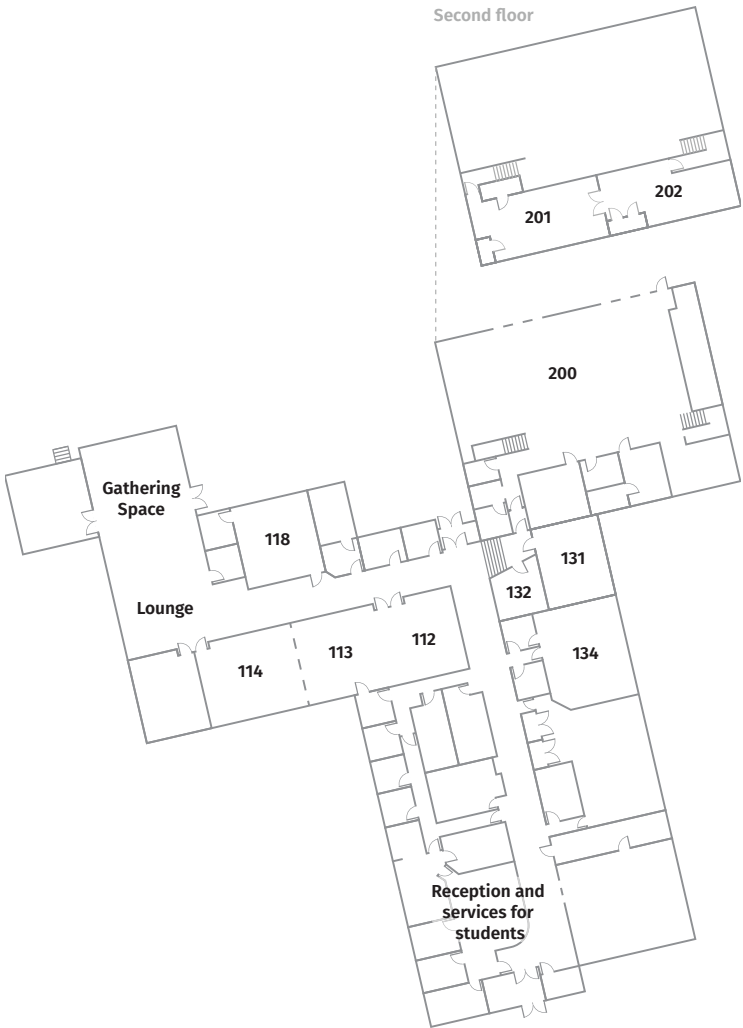 Second floor
202
201
200
Gathering
Space
118
131
132
Lounge
112
113
134
114
Reception and
services for
students